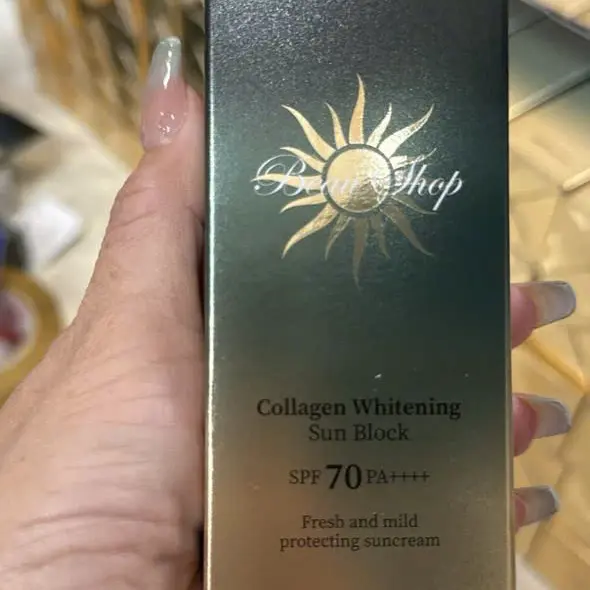 Beau Shop
Collagen Whitening
Sun Block
SPF 70 PA++++
Fresh and mild
protecting suncream